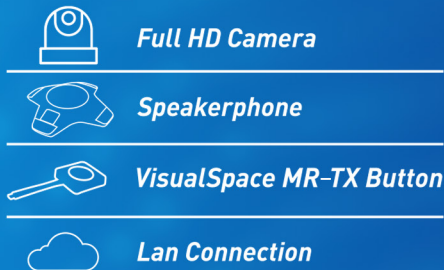 Full HD Camera
Speakerphone
VisualSpace MR-TX Button
Lan Connection